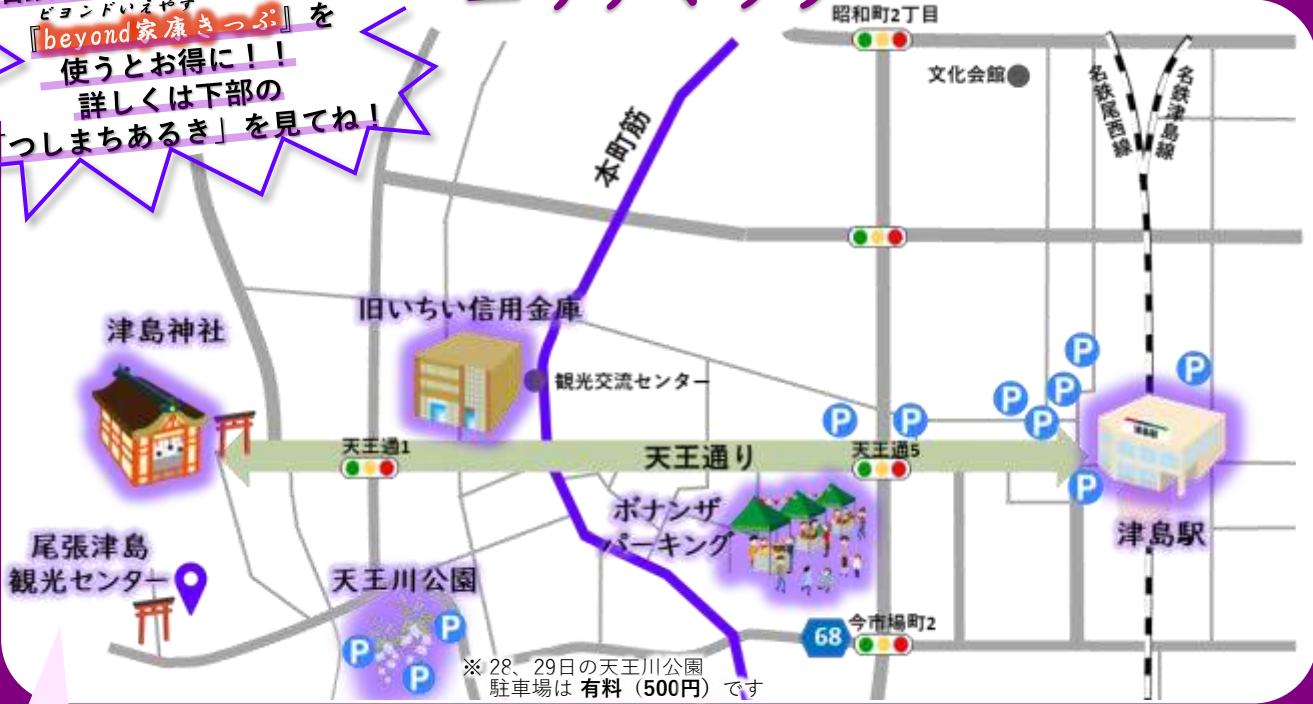 ビヨンドいえやす
『beyond家康きっぷ』を
使うとお得に！！
詳しくは下部の
つしまちあるき」を見てね！
昭和町2丁目
文化会館
名鉄尾西線
名鉄津島線
本町筋
旧いちい信用金庫
津島神社
観光交流センター
P
P
P
P
P
P
P
P
天王通1
天王通り
天王通5
ボナンザ
パーキング
津島駅
尾張津島
観光センター
天王川公園
P
P
P
68
今市場町2
※ 28、29日の天王川公園
駐車場は 有料（500円）です